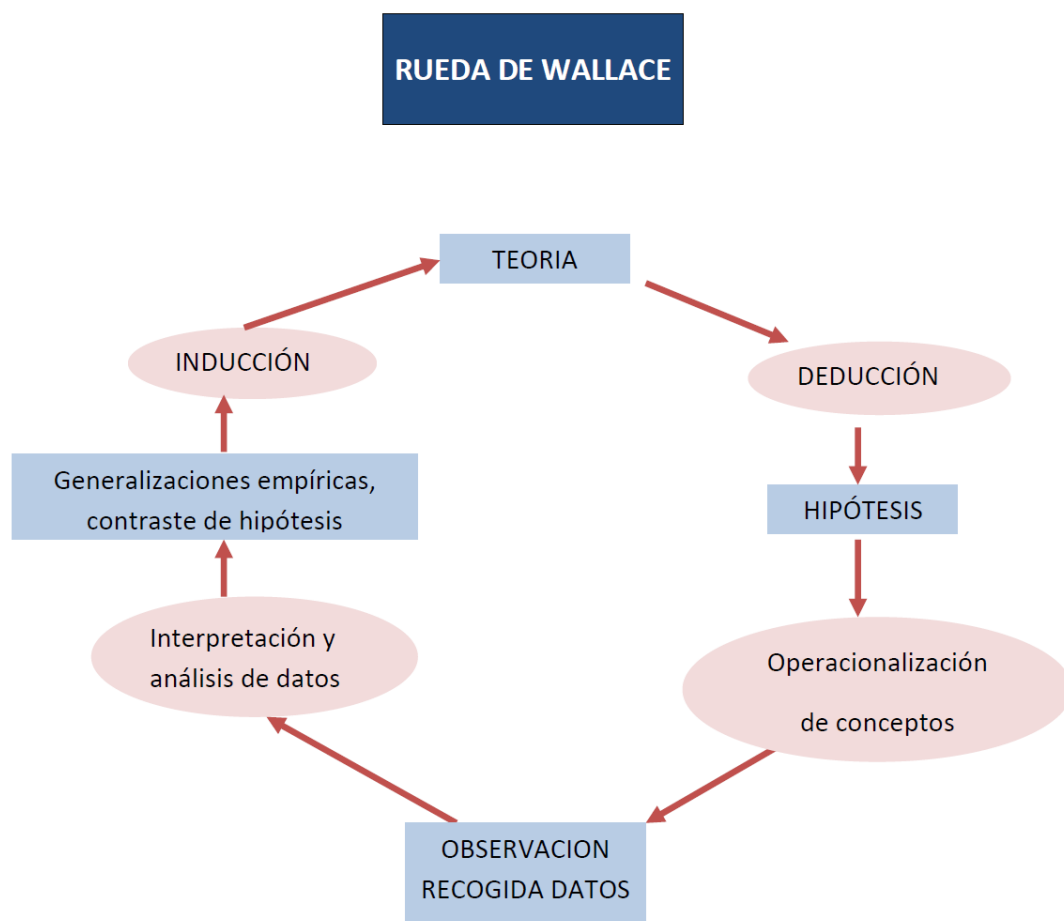 RUEDA DE WALLACE
TEORIA
INDUCCIÓN
DEDUCCIÓN
Generalizaciones empíricas,
contraste de hipótesis
HIPÓTESIS
Interpretación y
análisis de datos
Operacionalización
de conceptos
OBSERVACION
RECOGIDA DATOS